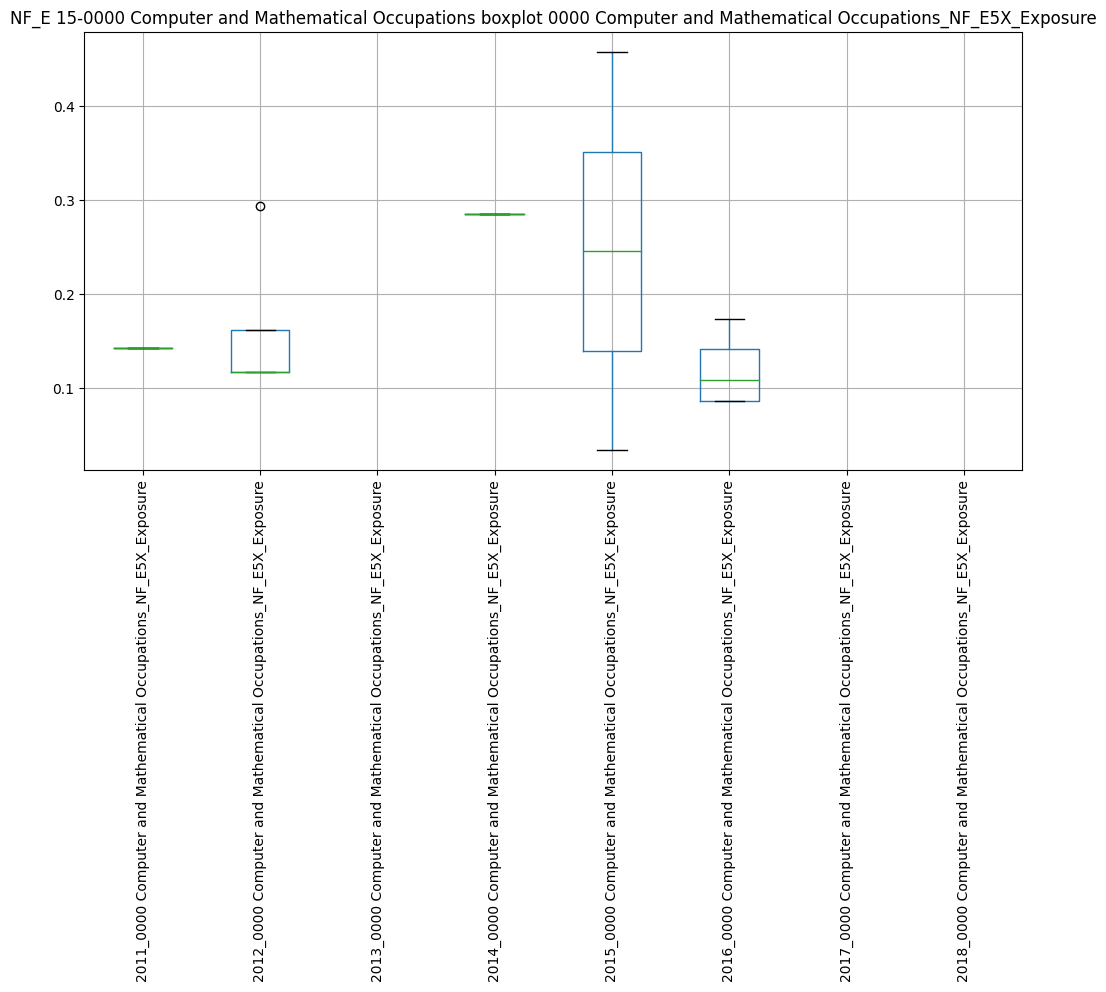 NF_E 15-0000 Computer and Mathematical Occupations boxplot 0000 Computer and Mathematical Occupations_NF_E5X_Exposure
0.4
0.3
0.2
0.1
2011_0000 Computer and Mathematical Occupations_NF_E5X_Exposure
2012_0000 Computer and Mathematical Occupations_NF_E5X_Exposure
2013_0000 Computer and Mathematical Occupations_NF_E5X_Exposure
2014_0000 Computer and Mathematical Occupations_NF_E5X_Exposure
2015_0000 Computer and Mathematical Occupations_NF_E5X_Exposure
2016_0000 Computer and Mathematical Occupations_NF_E5X_Exposure
2017_0000 Computer and Mathematical Occupations_NF_E5X_Exposure
2018_0000 Computer and Mathematical Occupations_NF_E5X_Exposure